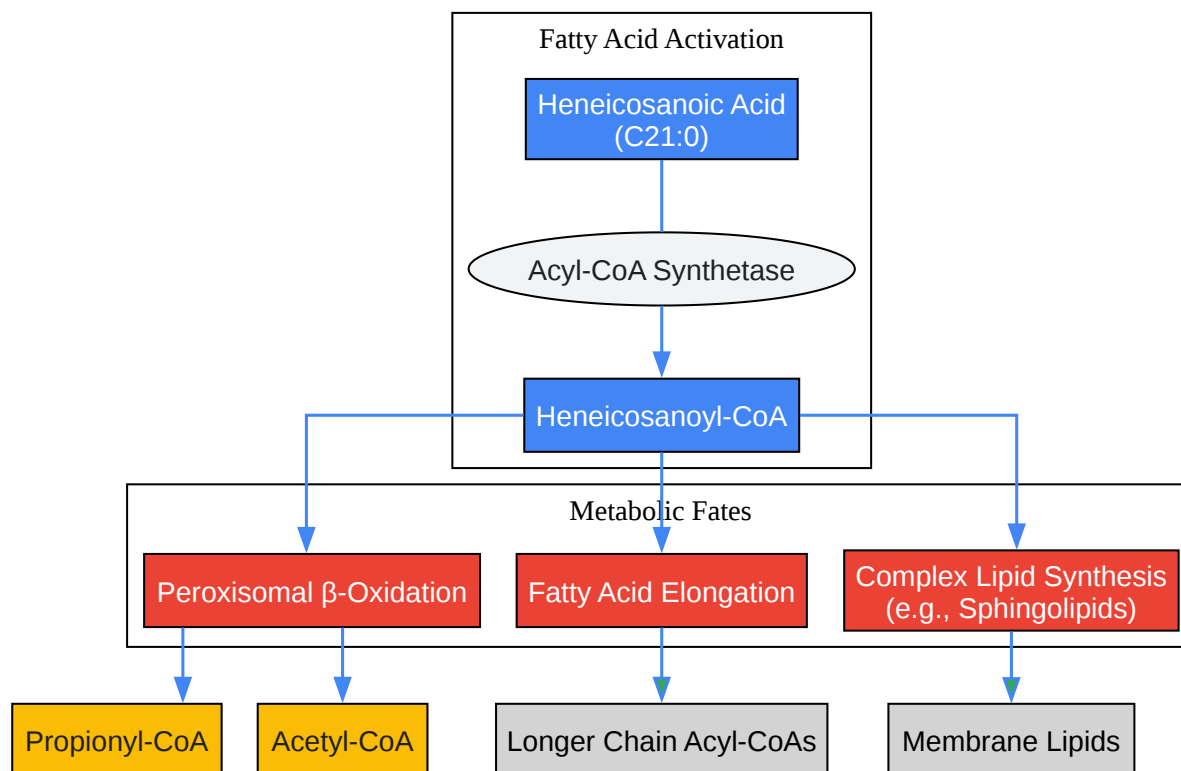 Fatty Acid Activation
Heneicosanoic Acid
(C21:0)
Acyl-CoA Synthetase
Heneicosanoyl-CoA
Metabolic Fates
Peroxisomal β-Oxidation
Fatty Acid Elongation
Complex Lipid Synthesis
(e.g., Sphingolipids)
Propionyl-CoA
Acetyl-CoA
Longer Chain Acyl-CoAs
Membrane Lipids